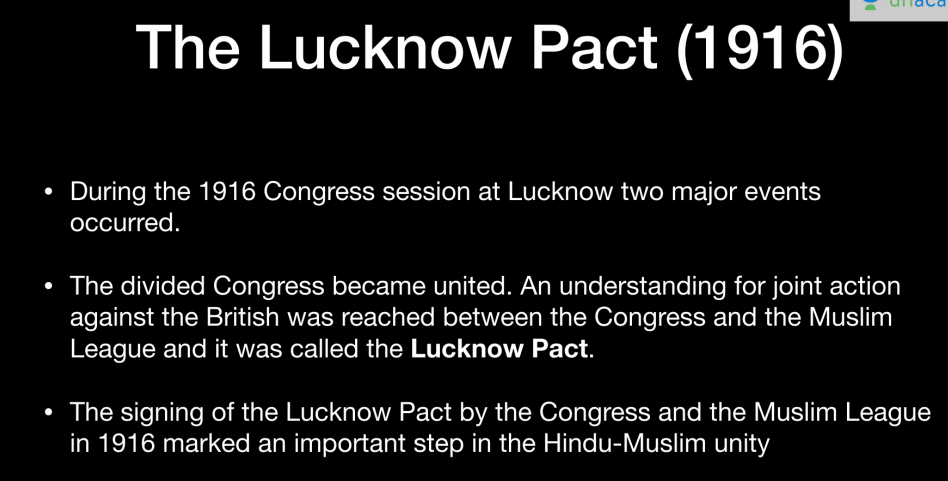 The Lucknow Pact (1916)
• During the 1916 Congress session at Lucknow two major events
occurred.
• The divided Congress became united. An understanding for joint action
against the British was reached between the Congress and the Muslim
League and it was called the Lucknow Pact.
• The signing of the Lucknow Pact by the Congress and the Muslim League
in 1916 marked an important step in the Hindu-Muslim unity